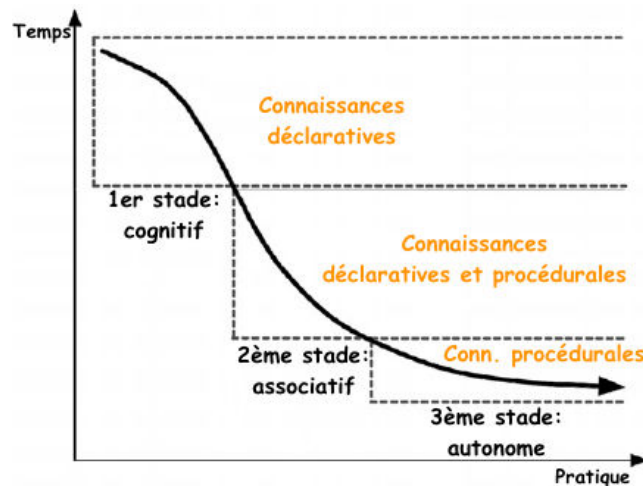 Temps
Connaissances
déclaratives
1er stade:
cognitif
Connaissances
déclaratives et procédurales
2ème stade:
associatif
Conn. procédurales
3ème stade:
autonome
Pratique